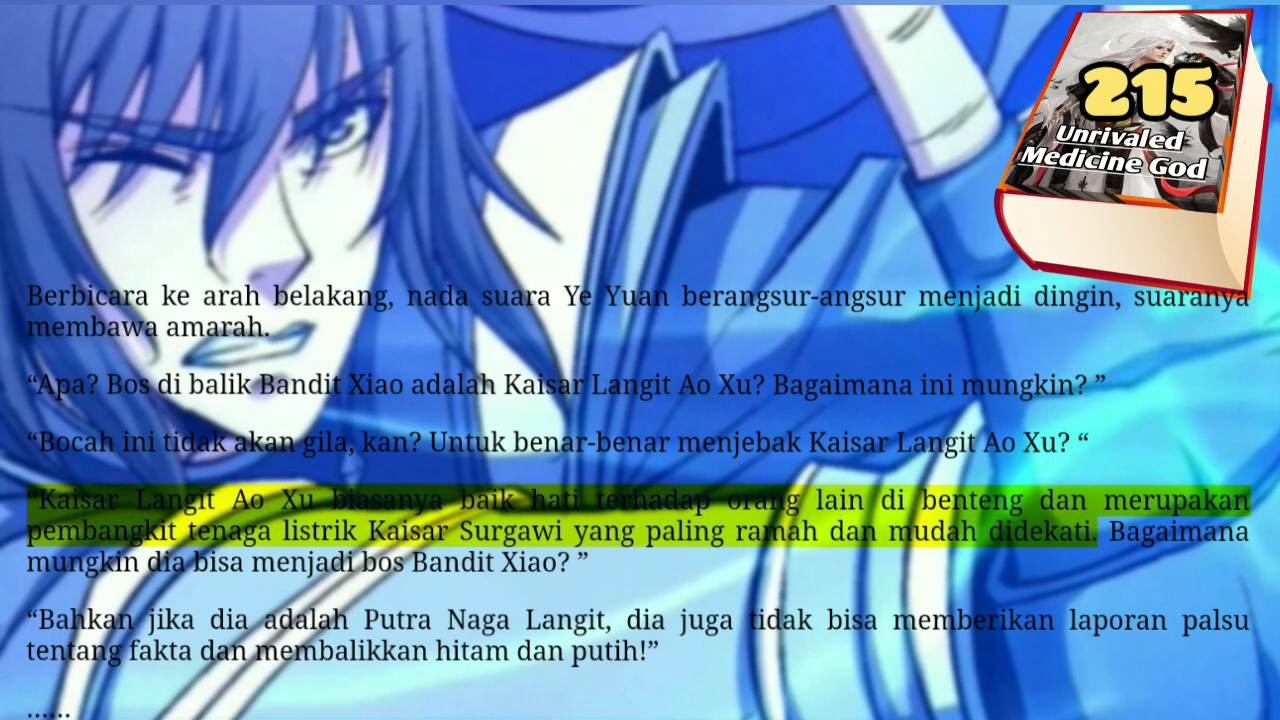 215
Unrivaled
Medicine God
Berbicara ke arah belakang, nada suara Ye Yuan berangsur-angsur menjadi dingin, suaranya
membawa amarah.
“Apa? Bos di balik Bandit Xiao adalah Kaisar Langit Ao Xu? Bagaimana ini mungkin? ”
“Bocah ini tidak akan gila, kan? Untuk benar-benar menjebak Kaisar Langit Ao Xu? “
“Kaisar Langit Ao Xu biasanya baik hati terhadap orang lain di benteng dan merupakan
pembangkit tenaga listrik Kaisar Surgawi yang paling ramah dan mudah didekati. Bagaimana
mungkin dia bisa menjadi bos Bandit Xiao? ”
“Bahkan jika dia adalah Putra Naga Langit, dia juga tidak bisa memberikan laporan palsu
tentang fakta dan membalikkan hitam dan putih!”
......